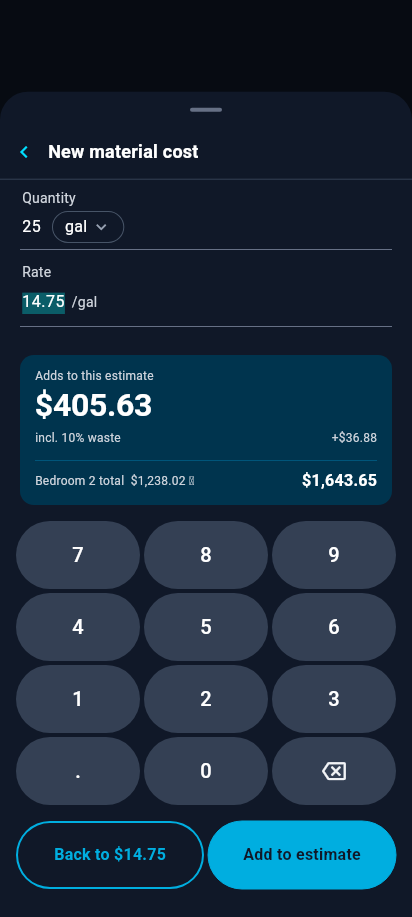 New material cost
Quantity
25 gal
Rate
14.75 /gal
Adds to this estimate
$405.63
incl. 10% waste +$36.88
Bedroom 2 total $1,238.02 $1,643.65
7 8 9
4 5 6
1 2 3
. 0
Back to $14.75 Add to estimate